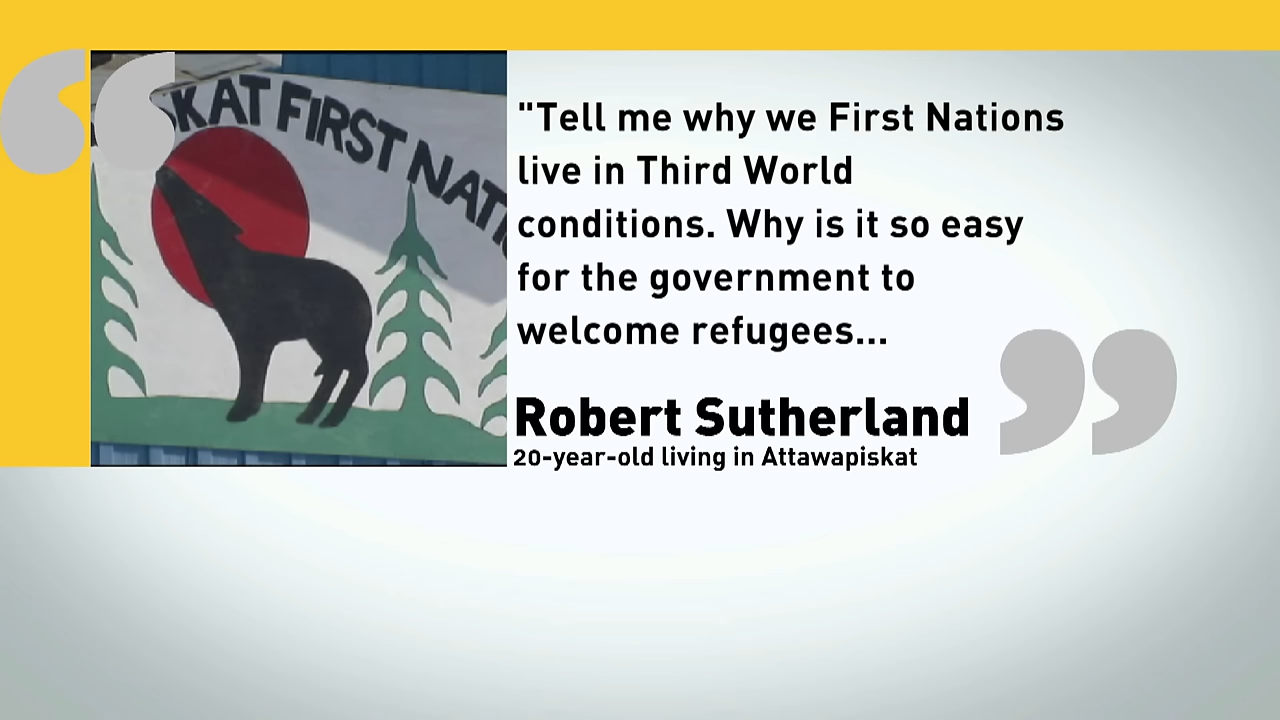 KAT FIRST NATI
"Tell me why we First Nations
live in Third World
conditions. Why is it so easy
for the government to
welcome refugees...
Robert Sutherland
20-year-old living in Attawapiskat